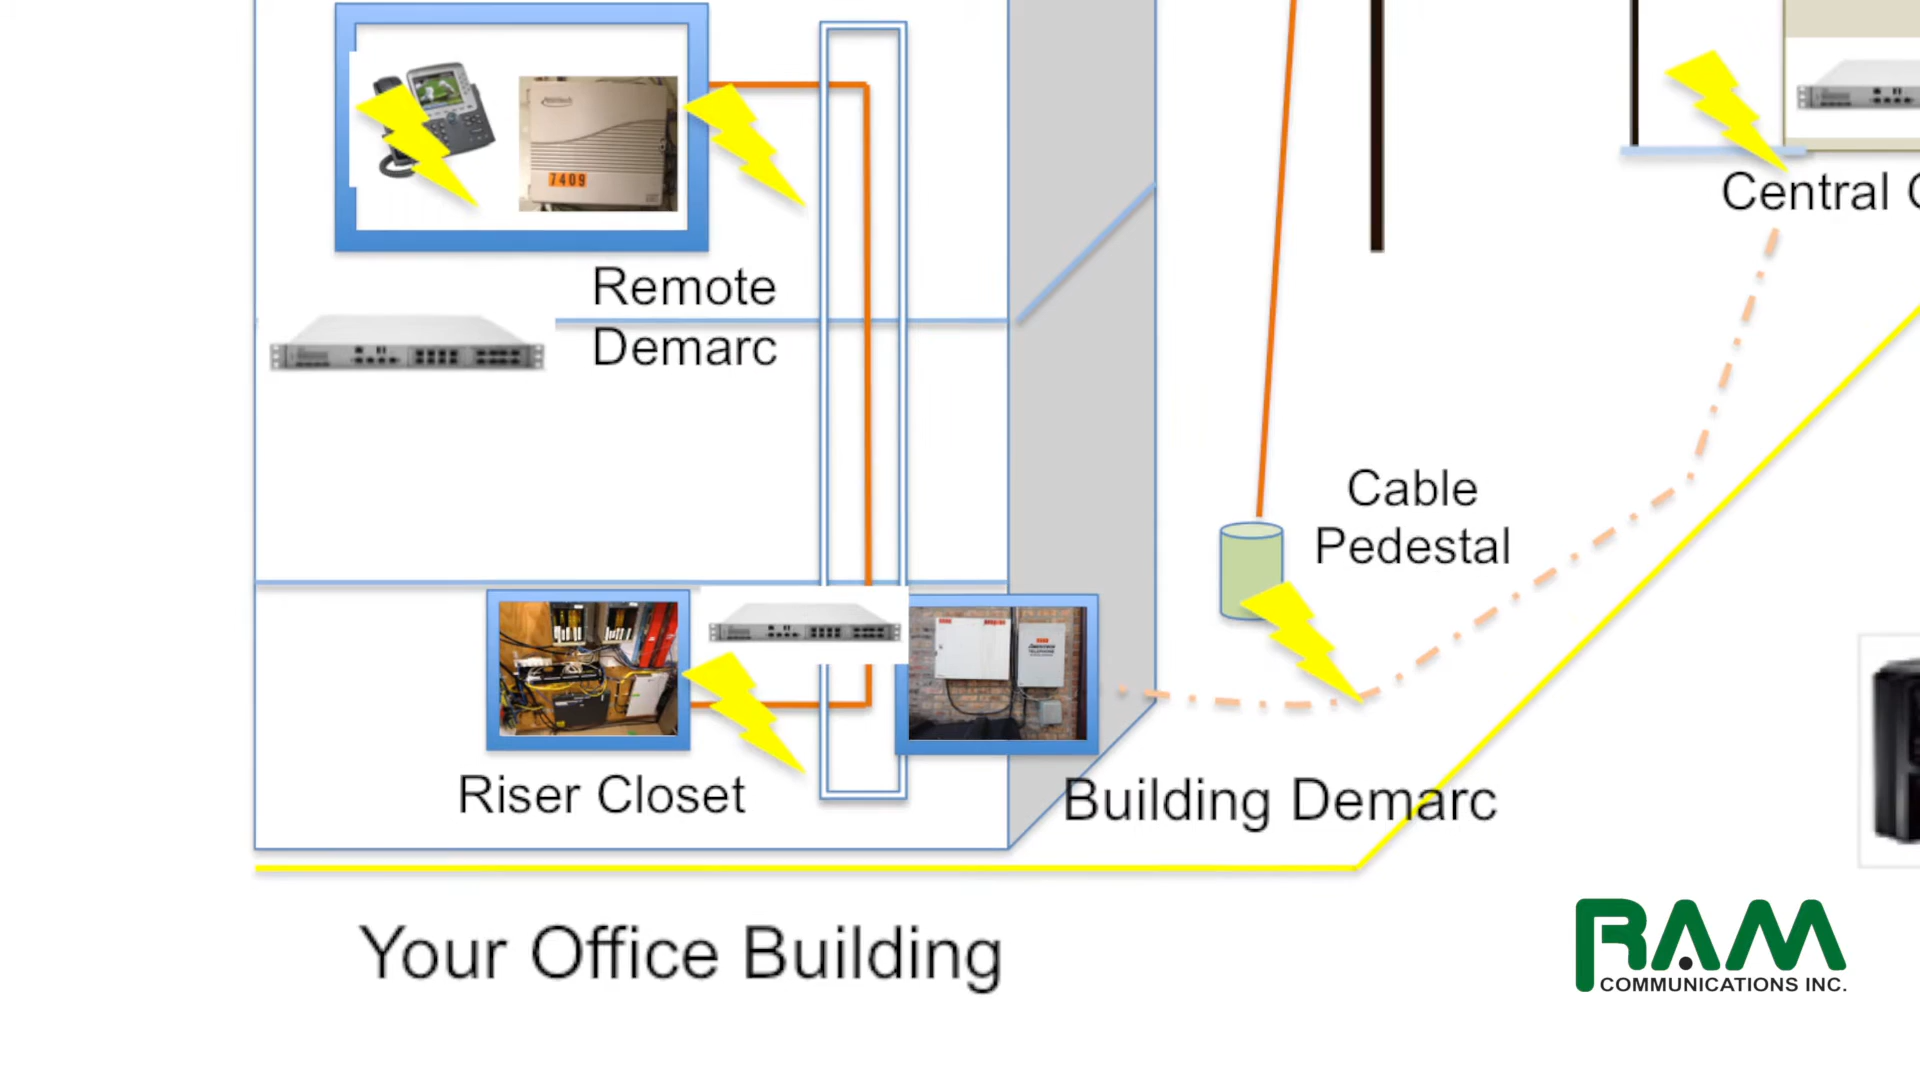 7409
Remote
Demarc
Central
Cable
Pedestal
Riser Closet
Building Demarc
Your Office Building
RAM
COMMUNICATIONS INC.